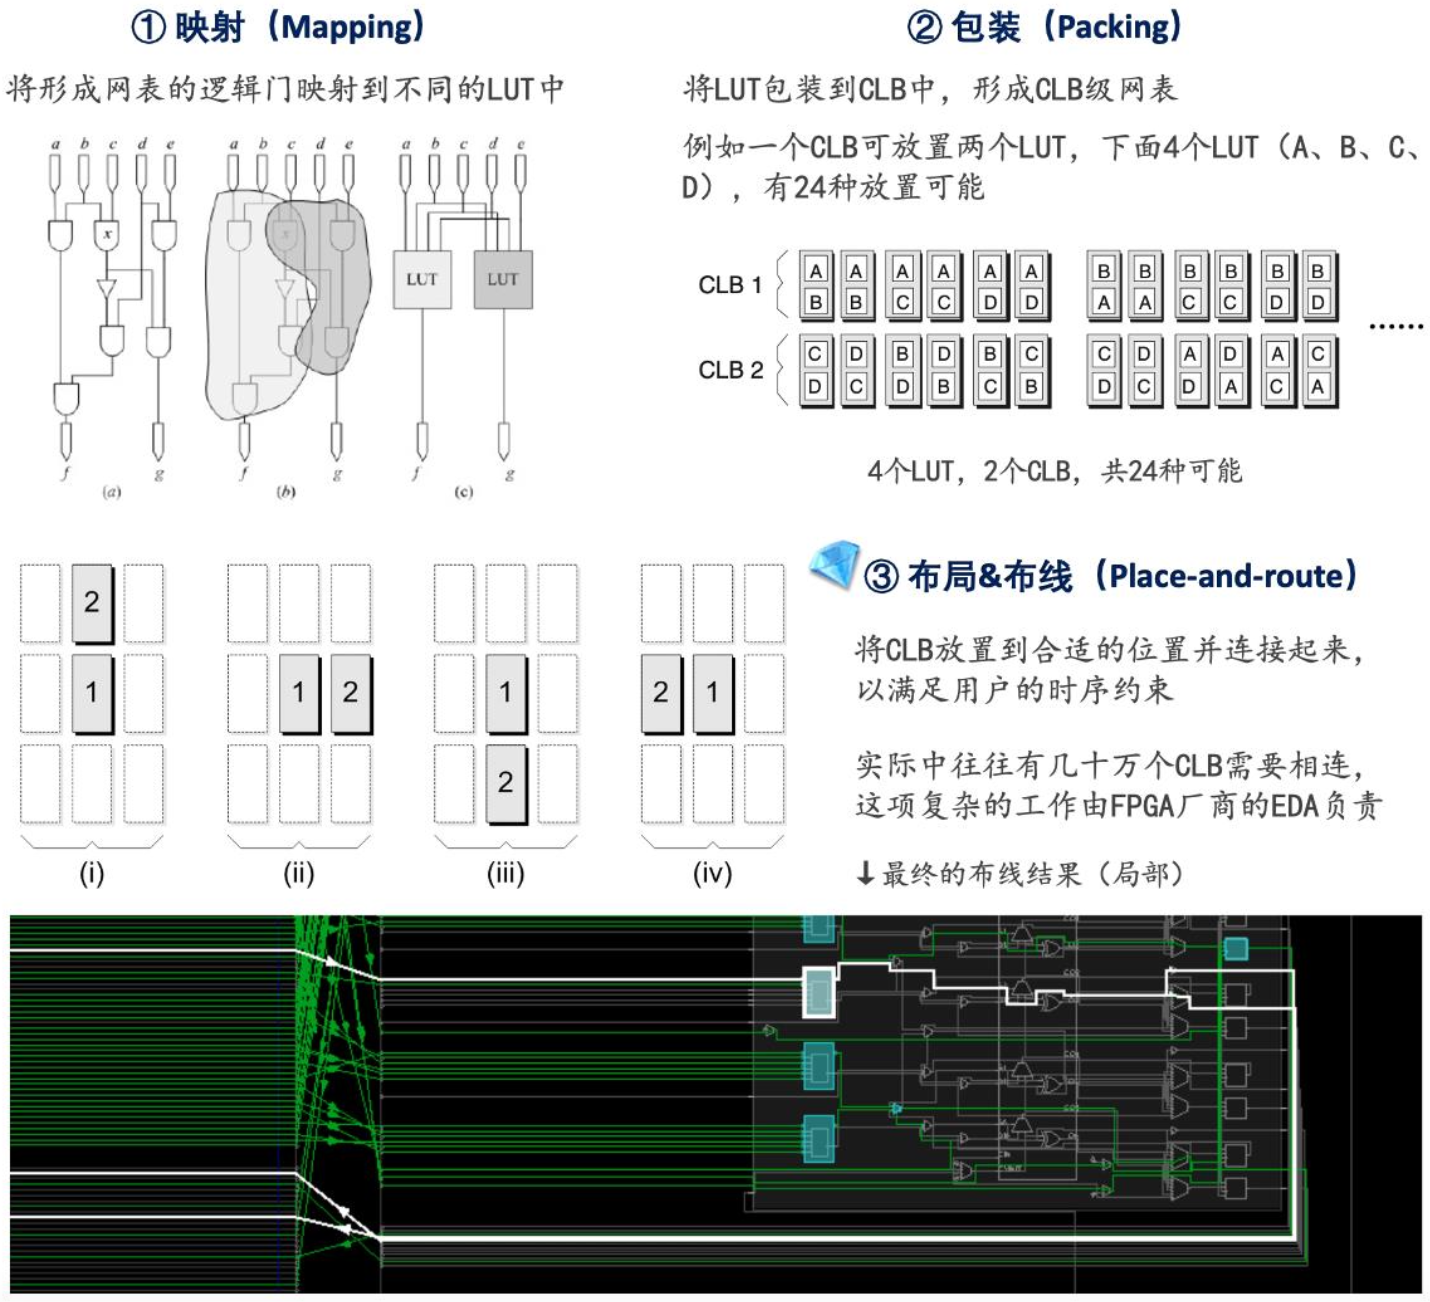 ① 映射（Mapping）
将形成网表的逻辑门映射到不同的LUT中
a b c d e a b c d e a b c d e
x x
LUT LUT
f g f g f g
(a) (b) (c)
② 包装（Packing）
将LUT包装到CLB中，形成CLB级网表
例如一个CLB可放置两个LUT，下面4个LUT（A、B、C、
D），有24种放置可能
CLB 1
A A A A A A B B B B B B
B B C C D D A A C C D D
......
CLB 2
C D B D B C C D A D A C
D C D B C B D C D A C A
4个LUT，2个CLB，共24种可能
2
1 1 2 1 2 1
2
(i) (ii) (iii) (iv)
③ 布局&布线（Place-and-route）
将CLB放置到合适的位置并连接起来，
以满足用户的时序约束
实际中往往有几十万个CLB需要相连，
这项复杂的工作由FPGA厂商的EDA负责
↓最终的布线结果（局部）